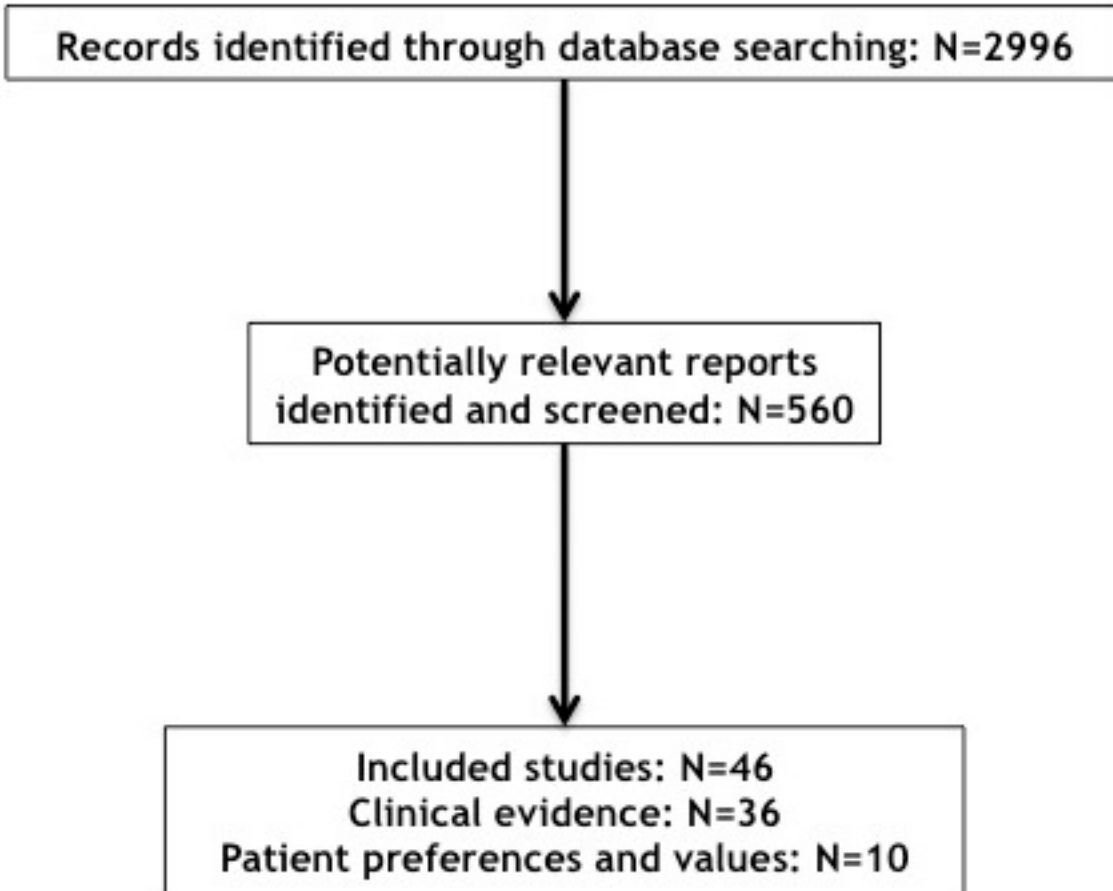 Records identified through database searching: N=2996
Potentially relevant reports
identified and screened: N=560
Included studies: N=46
Clinical evidence: N=36
Patient preferences and values: N=10